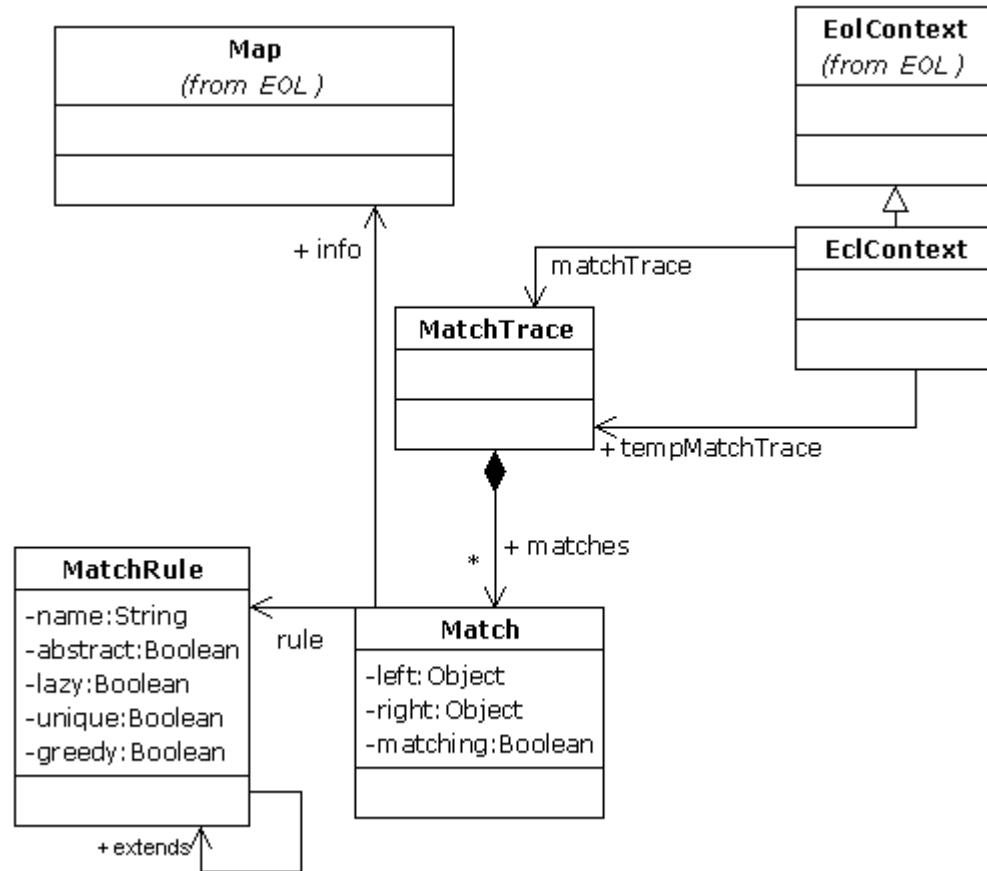 Map
(from EOL)
EolContext
(from EOL)
+ info
matchTrace
EclContext
MatchTrace
+ tempMatchTrace
+ matches
*
MatchRule
-name:String
-abstract:Boolean
-lazy:Boolean
-unique:Boolean
-greedy:Boolean
rule
Match
-left:Object
-right:Object
-matching:Boolean
+ extends